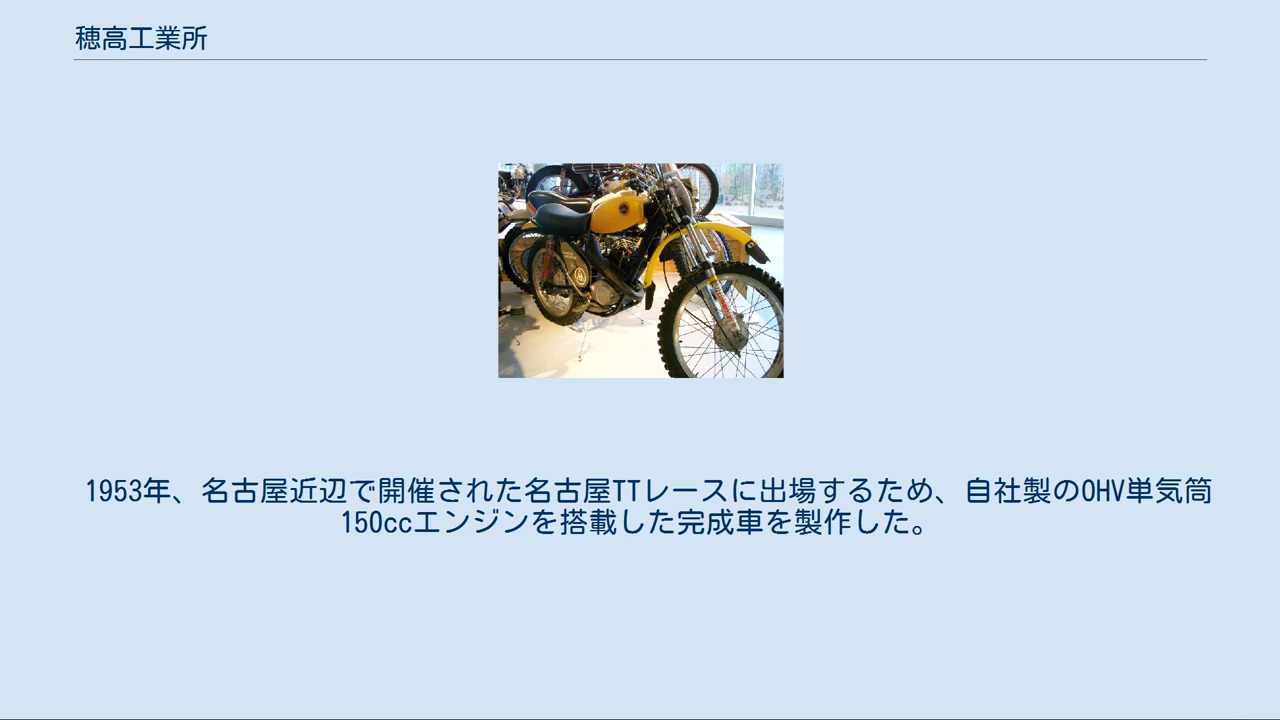 穂高工業所
1953年、名古屋近辺で開催された名古屋TTレースに出場するため、自社製のOHV単気筒
150ccエンジンを搭載した完成車を製作した。